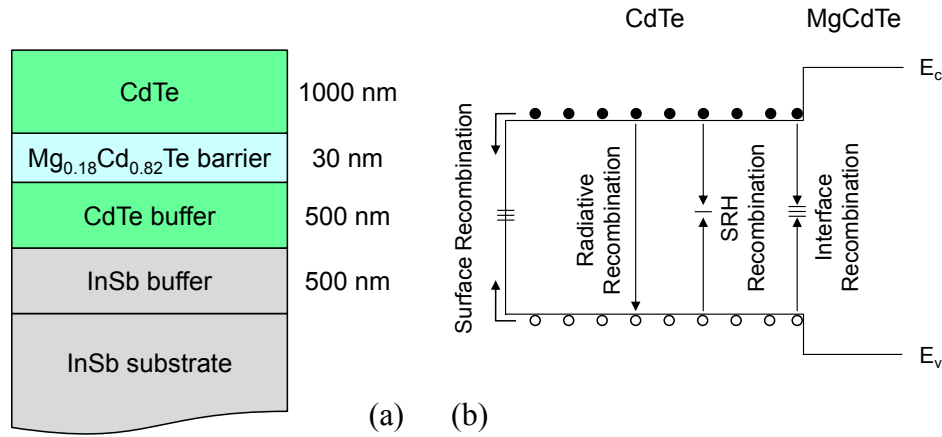 CdTe
1000 nm
Mg0.18Cd0.82Te barrier
30 nm
CdTe buffer
500 nm
InSb buffer
500 nm
InSb substrate
(a)
(b)
CdTe
MgCdTe
Ec
Surface Recombination
Radiative
Recombination
SRH
Recombination
Interface
Recombination
Ev